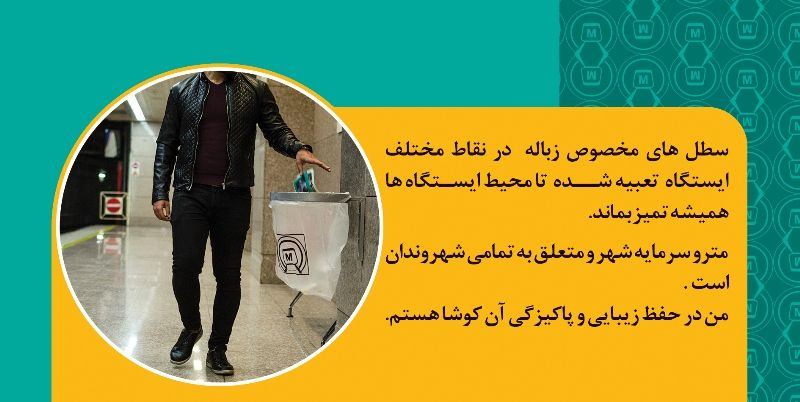 سطل های مخصوص زباله در نقاط مختلف
ایستگاه تعبیه شده تا محیط ایستگاه ها
همیشه تمیز بماند.
مترو سرمایه شهر و متعلق به تمامی شهروندان
است .
من در حفظ زیبایی و پاکیزگی آن کوشا هستم.